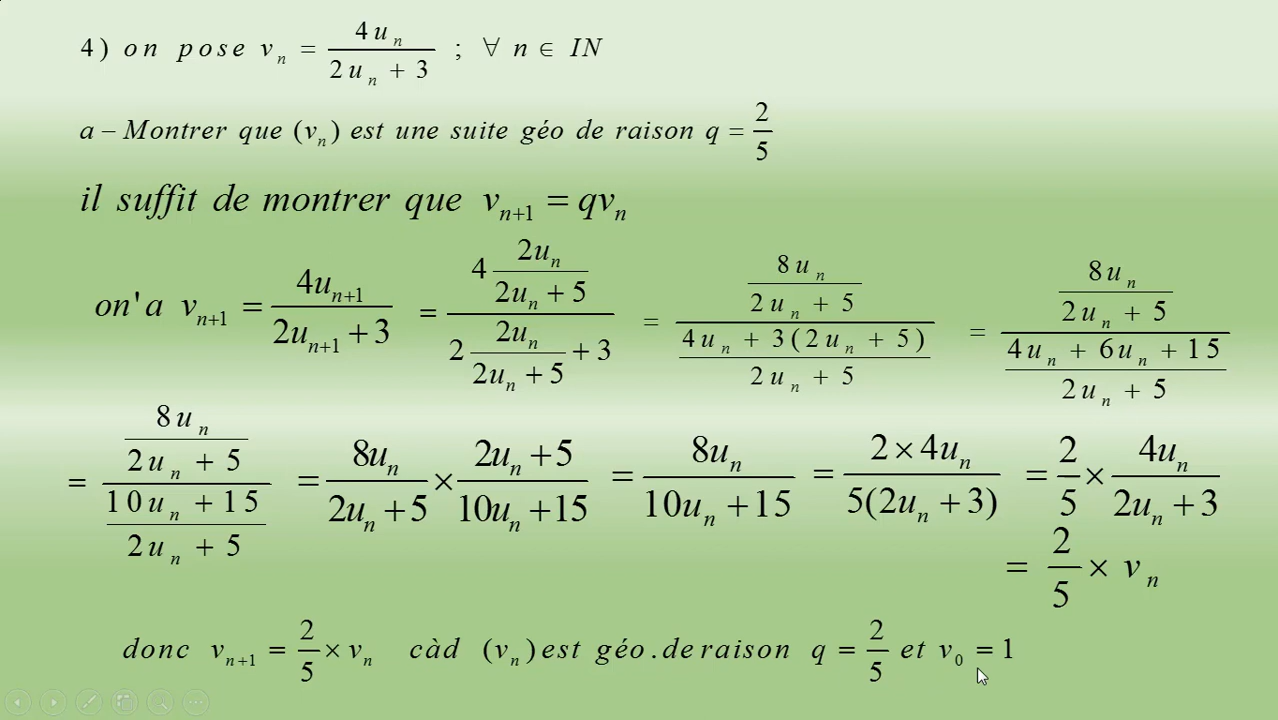 4) on pose v_n = 4u_n / (2u_n + 3) ; ∀ n ∈ IN
a – Montrer que (v_n) est une suite géo de raison q = 2/5
il suffit de montrer que v_{n+1} = qv_n
on'a v_{n+1} = 4u_{n+1} / (2u_{n+1} + 3) = (4 (2u_n / (2u_n + 5))) / (2 (2u_n / (2u_n + 5)) + 3) = (8u_n / (2u_n + 5)) / ((4u_n + 3(2u_n + 5)) / (2u_n + 5)) = (8u_n / (2u_n + 5)) / ((4u_n + 6u_n + 15) / (2u_n + 5))
= (8u_n / (2u_n + 5)) / ((10u_n + 15) / (2u_n + 5)) = 8u_n / (2u_n + 5) × (2u_n + 5) / (10u_n + 15) = 8u_n / (10u_n + 15) = (2 × 4u_n) / (5(2u_n + 3)) = 2/5 × 4u_n / (2u_n + 3)
= 2/5 × v_n
donc v_{n+1} = 2/5 × v_n càd (v_n) est géo.de raison q = 2/5 et v_0 = 1